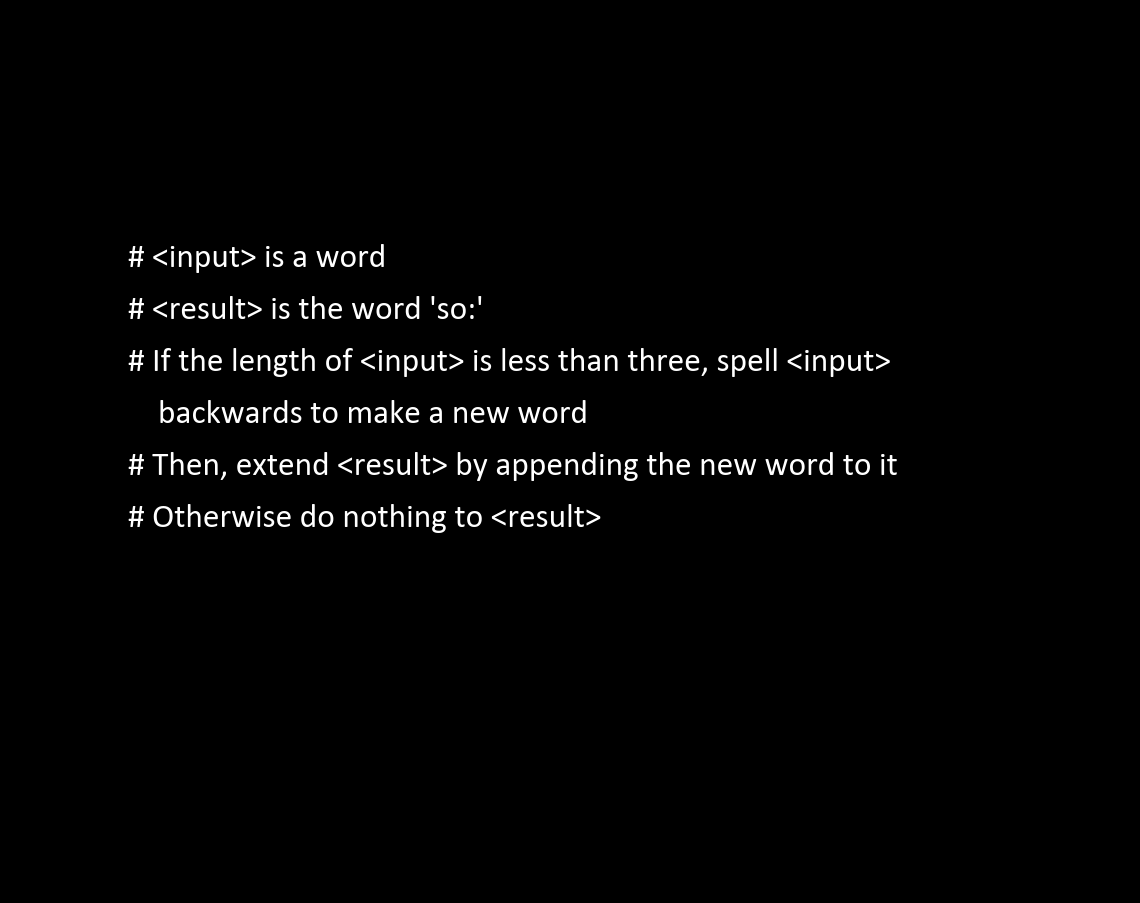 # <input> is a word
# <result> is the word 'so:'
# If the length of <input> is less than three, spell <input>
backwards to make a new word
# Then, extend <result> by appending the new word to it
# Otherwise do nothing to <result>